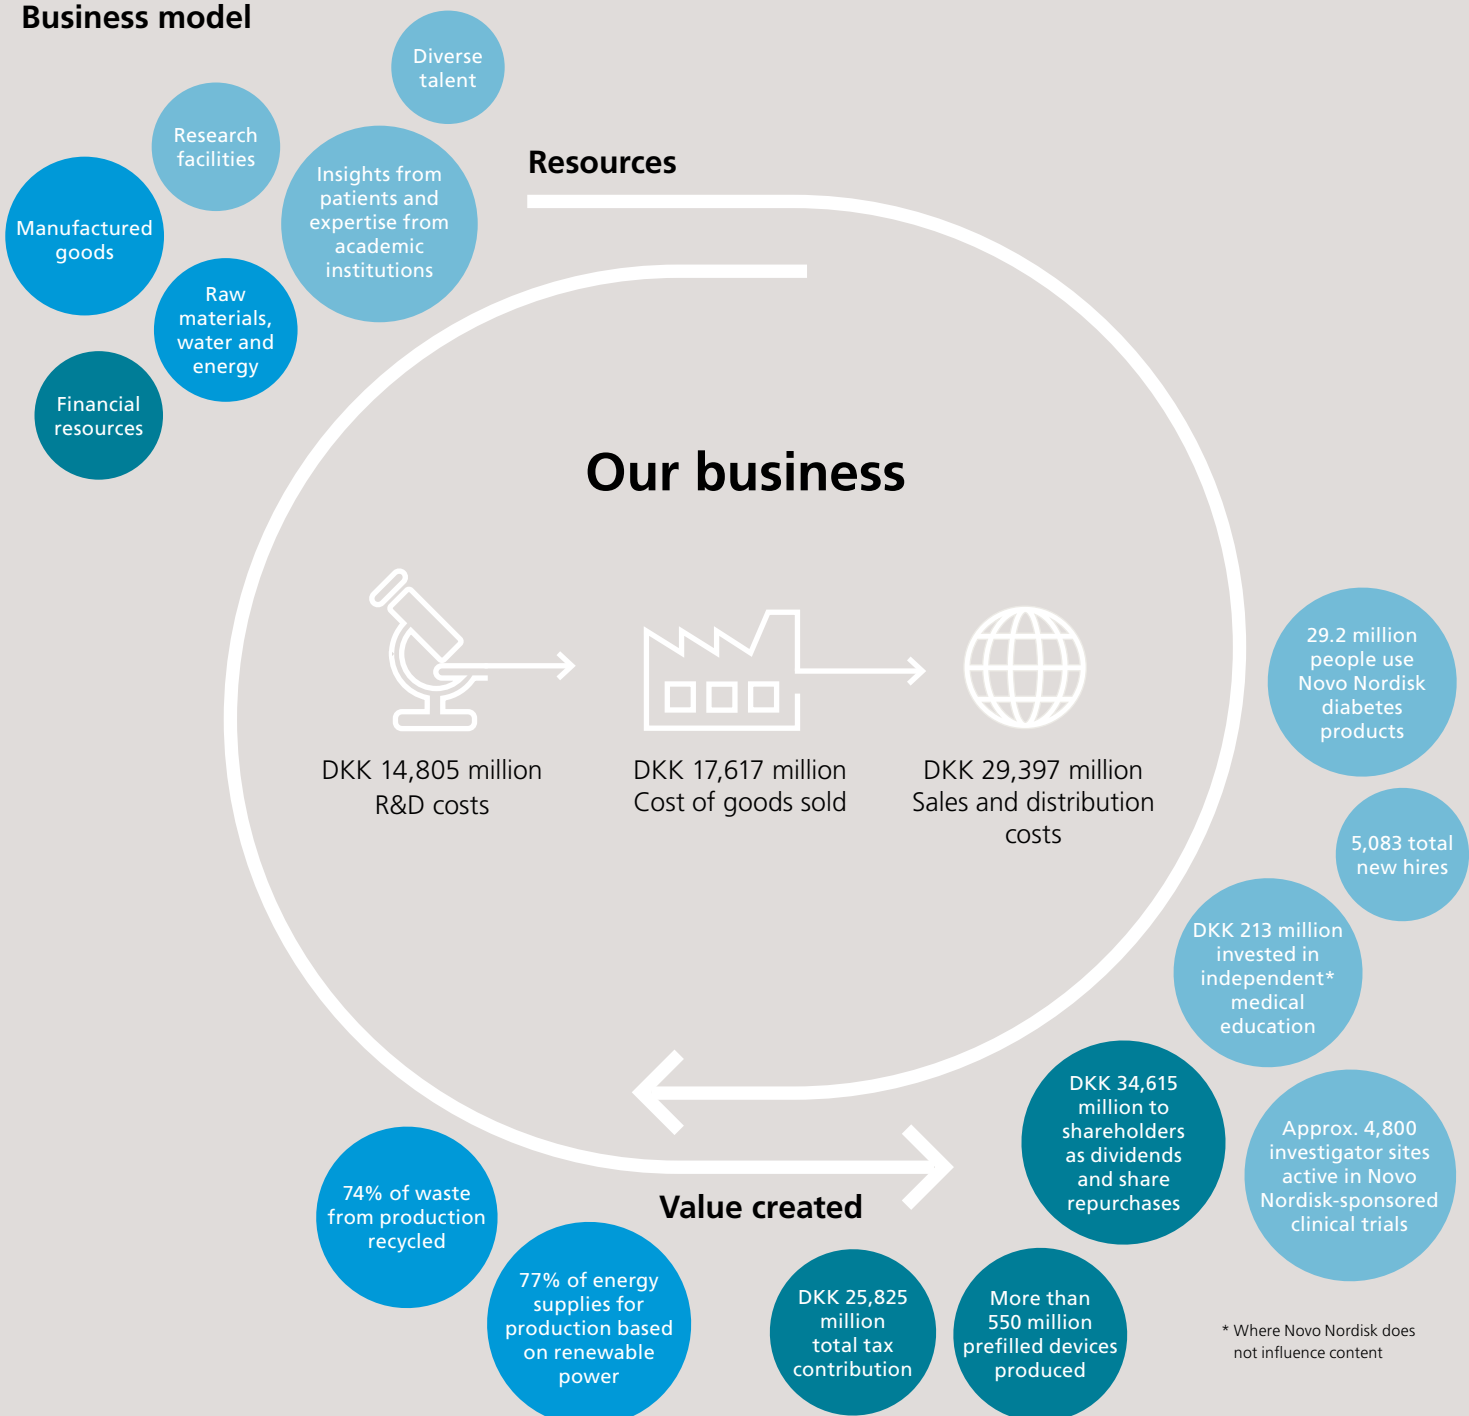 Business model
Diverse
talent
Research
facilities
Insights from
patients and
expertise from
academic
institutions
Manufactured
goods
Raw
materials,
water and
energy
Financial
resources
Resources
Our business
DKK 14,805 million
R&D costs
DKK 17,617 million
Cost of goods sold
DKK 29,397 million
Sales and distribution
costs
29.2 million
people use
Novo Nordisk
diabetes
products
5,083 total
new hires
DKK 213 million
invested in
independent*
medical
education
DKK 34,615
million to
shareholders
as dividends
and share
repurchases
Approx. 4,800
investigator sites
active in Novo
Nordisk-sponsored
clinical trials
Value created
74% of waste
from production
recycled
77% of energy
supplies for
production based
on renewable
power
DKK 25,825
million
total tax
contribution
More than
550 million
prefilled devices
produced
* Where Novo Nordisk does
not influence content